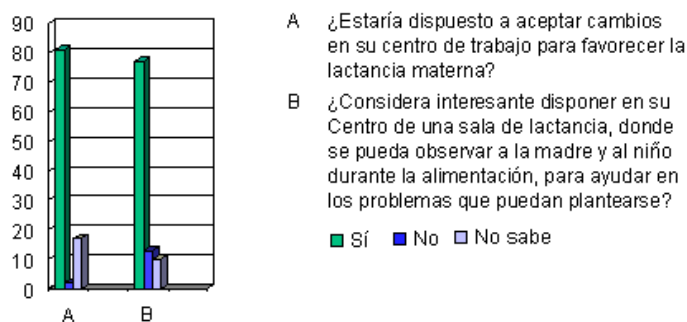 90
80
70
60
50
40
30
20
10
0
A B
A ¿Estaría dispuesto a aceptar cambios
en su centro de trabajo para favorecer la
lactancia materna?
B ¿Considera interesante disponer en su
Centro de una sala de lactancia, donde
se pueda observar a la madre y al niño
durante la alimentación, para ayudar en
los problemas que puedan plantearse?
Sí No No sabe